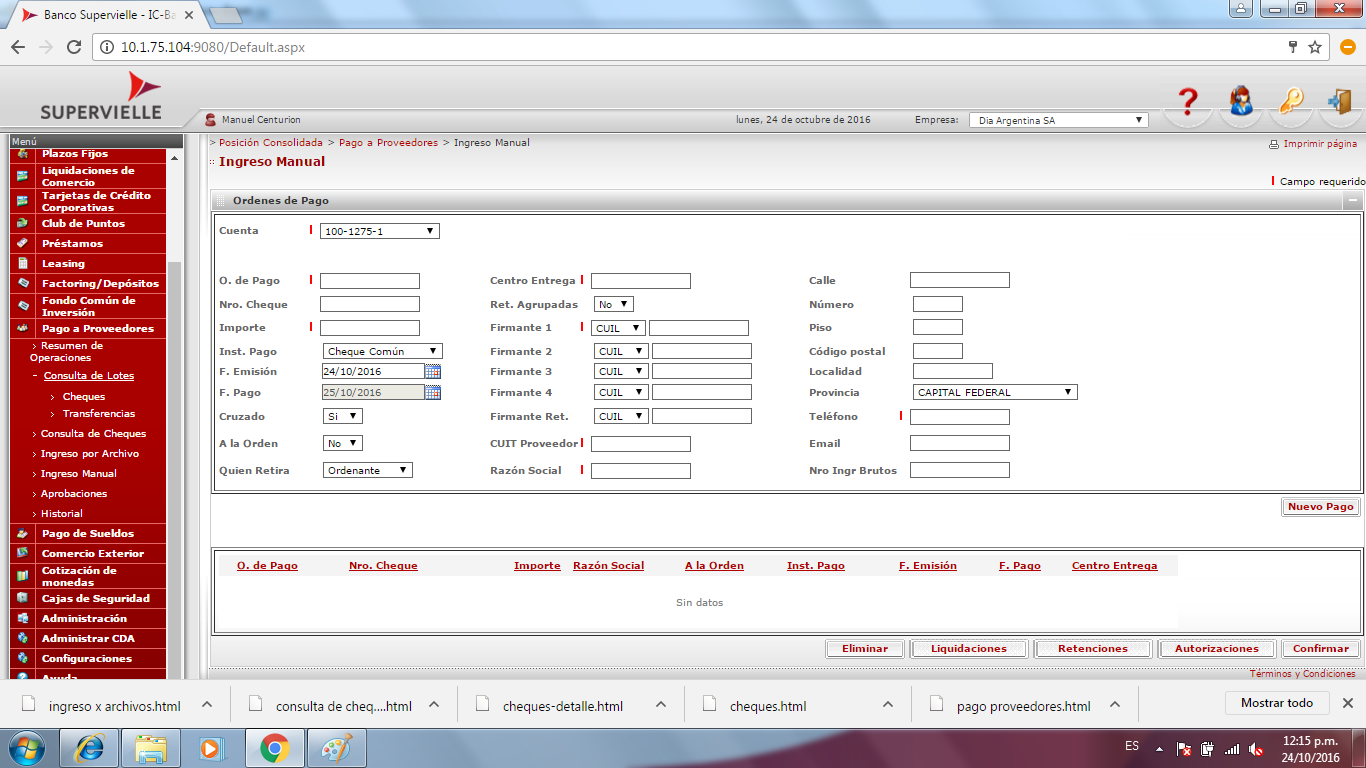 Banco Supervielle - IC-Ba
10.1.75.104:9080/Default.aspx
SUPERVIELLE
Manuel Centurion
lunes, 24 de octubre de 2016
Empresa:
Dia Argentina SA
Menú
Plazos Fijos
Liquidaciones de
Comercio
Tarjetas de Crédito
Corporativas
Club de Puntos
Préstamos
Leasing
Factoring/Depósitos
Fondo Común de
Inversión
Pago a Proveedores
> Resumen de
Operaciones
- Consulta de Lotes
> Cheques
> Transferencias
> Consulta de Cheques
> Ingreso por Archivo
> Ingreso Manual
> Aprobaciones
> Historial
Pago de Sueldos
Comercio Exterior
Cotización de
monedas
Cajas de Seguridad
Administración
Administrar CDA
Configuraciones
Ayuda
> Posición Consolidada > Pago a Proveedores > Ingreso Manual
Imprimir página
Ingreso Manual
Campo requerido
Ordenes de Pago
Cuenta 100-1275-1
O. de Pago Centro Entrega Calle
Nro. Cheque Ret. Agrupadas No Número
Importe Firmante 1 CUIL Piso
Inst. Pago Cheque Común Firmante 2 CUIL Código postal
F. Emisión 24/10/2016 Firmante 3 CUIL Localidad
F. Pago 25/10/2016 Firmante 4 CUIL Provincia CAPITAL FEDERAL
Cruzado Si Firmante Ret. CUIL Teléfono
A la Orden No CUIT Proveedor Email
Quien Retira Ordenante Razón Social Nro Ingr Brutos
Nuevo Pago
O. de Pago Nro. Cheque Importe Razón Social A la Orden Inst. Pago F. Emisión F. Pago Centro Entrega
Sin datos
Eliminar Liquidaciones Retenciones Autorizaciones Confirmar
Términos y Condiciones
ingreso x archivos.html
consulta de cheq....html
cheques-detalle.html
cheques.html
pago proveedores.html
Mostrar todo
ES
12:15 p.m.
24/10/2016